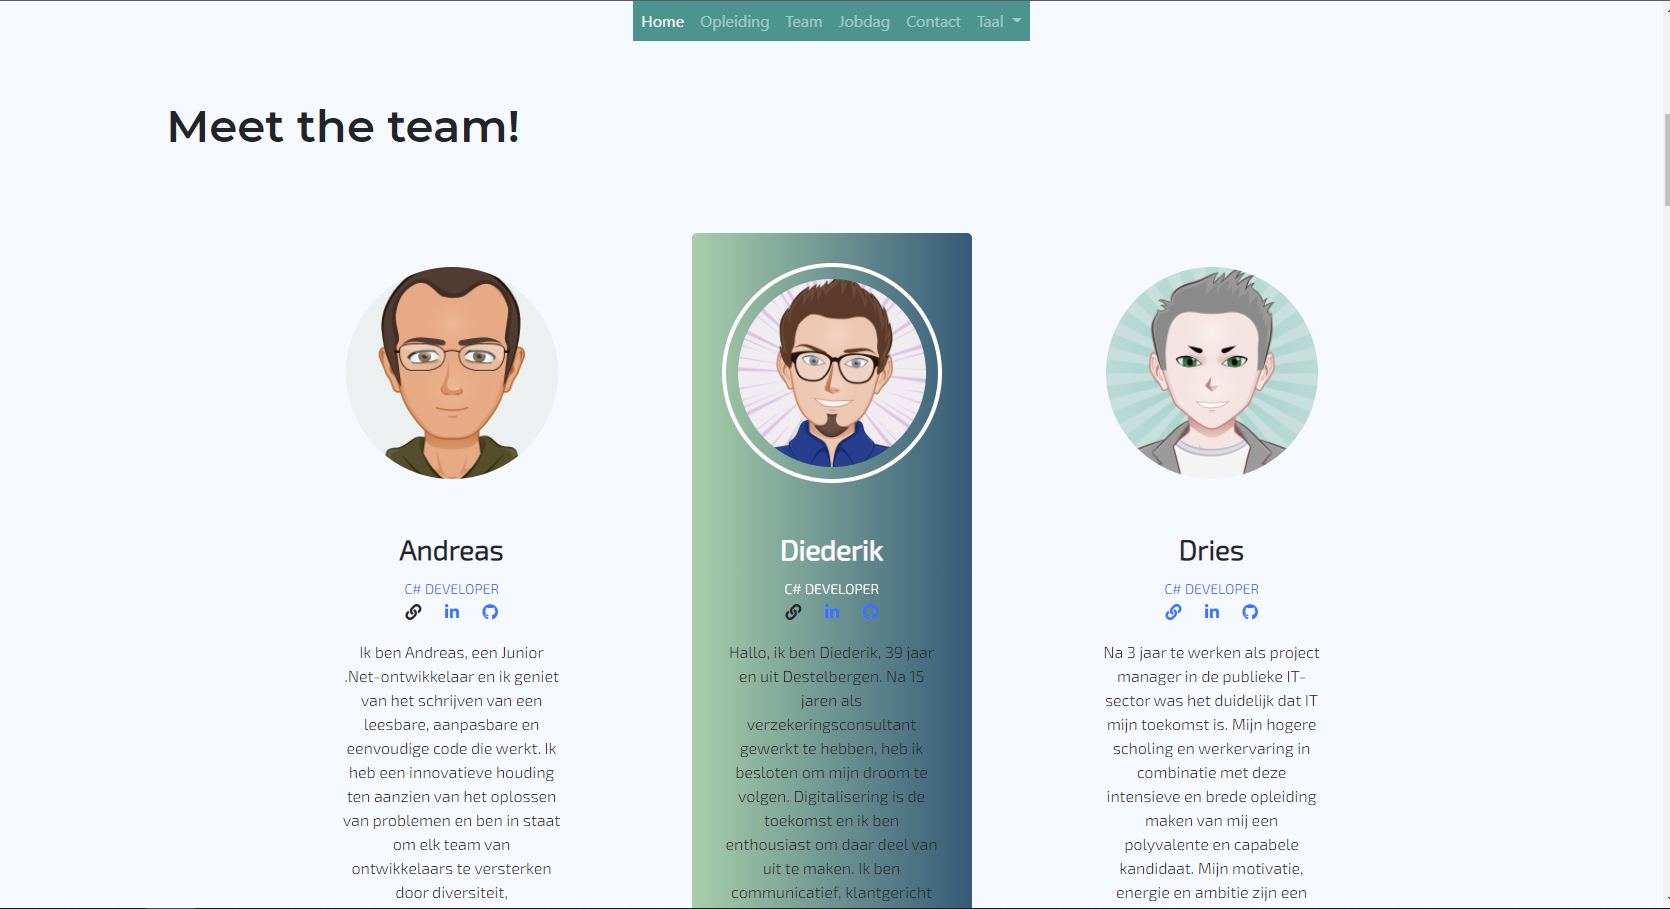 Home Opleiding Team Jobdag Contact Taal
Meet the team!
Andreas
C# DEVELOPER
Ik ben Andreas, een Junior
.Net-ontwikkelaar en ik geniet
van het schrijven van een
leesbare, aanpasbare en
eenvoudige code die werkt. Ik
heb een innovatieve houding
ten aanzien van het oplossen
van problemen en ben in staat
om elk team van
ontwikkelaars te versterken
door diversiteit,
Diederik
C# DEVELOPER
Hallo, ik ben Diederik, 39 jaar
en uit Destelbergen. Na 15
jaren als
verzekeringsconsultant
gewerkt te hebben, heb ik
besloten om mijn droom te
volgen. Digitalisering is de
toekomst en ik ben
enthousiast om daar deel van
uit te maken. Ik ben
communicatief, klantgericht
Dries
C# DEVELOPER
Na 3 jaar te werken als project
manager in de publieke IT-
sector was het duidelijk dat IT
mijn toekomst is. Mijn hogere
scholing en werkervaring in
combinatie met deze
intensieve en brede opleiding
maken van mij een
polyvalente en capabele
kandidaat. Mijn motivatie,
energie en ambitie zijn een